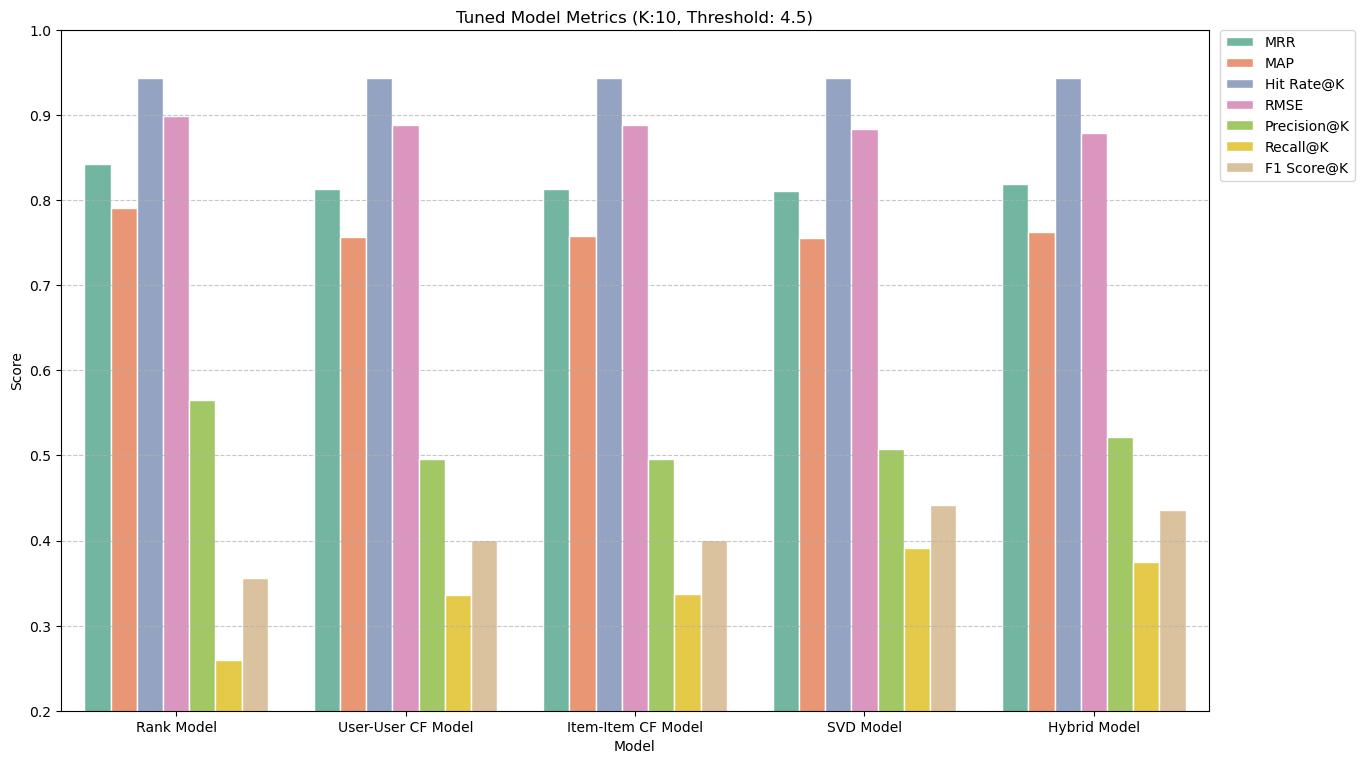 Tuned Model Metrics (K:10, Threshold: 4.5)
1.0
0.9
0.8
0.7
0.6
0.5
0.4
0.3
0.2
Score
Rank Model
User-User CF Model
Item-Item CF Model
SVD Model
Hybrid Model
Model
MRR
MAP
Hit Rate@K
RMSE
Precision@K
Recall@K
F1 Score@K